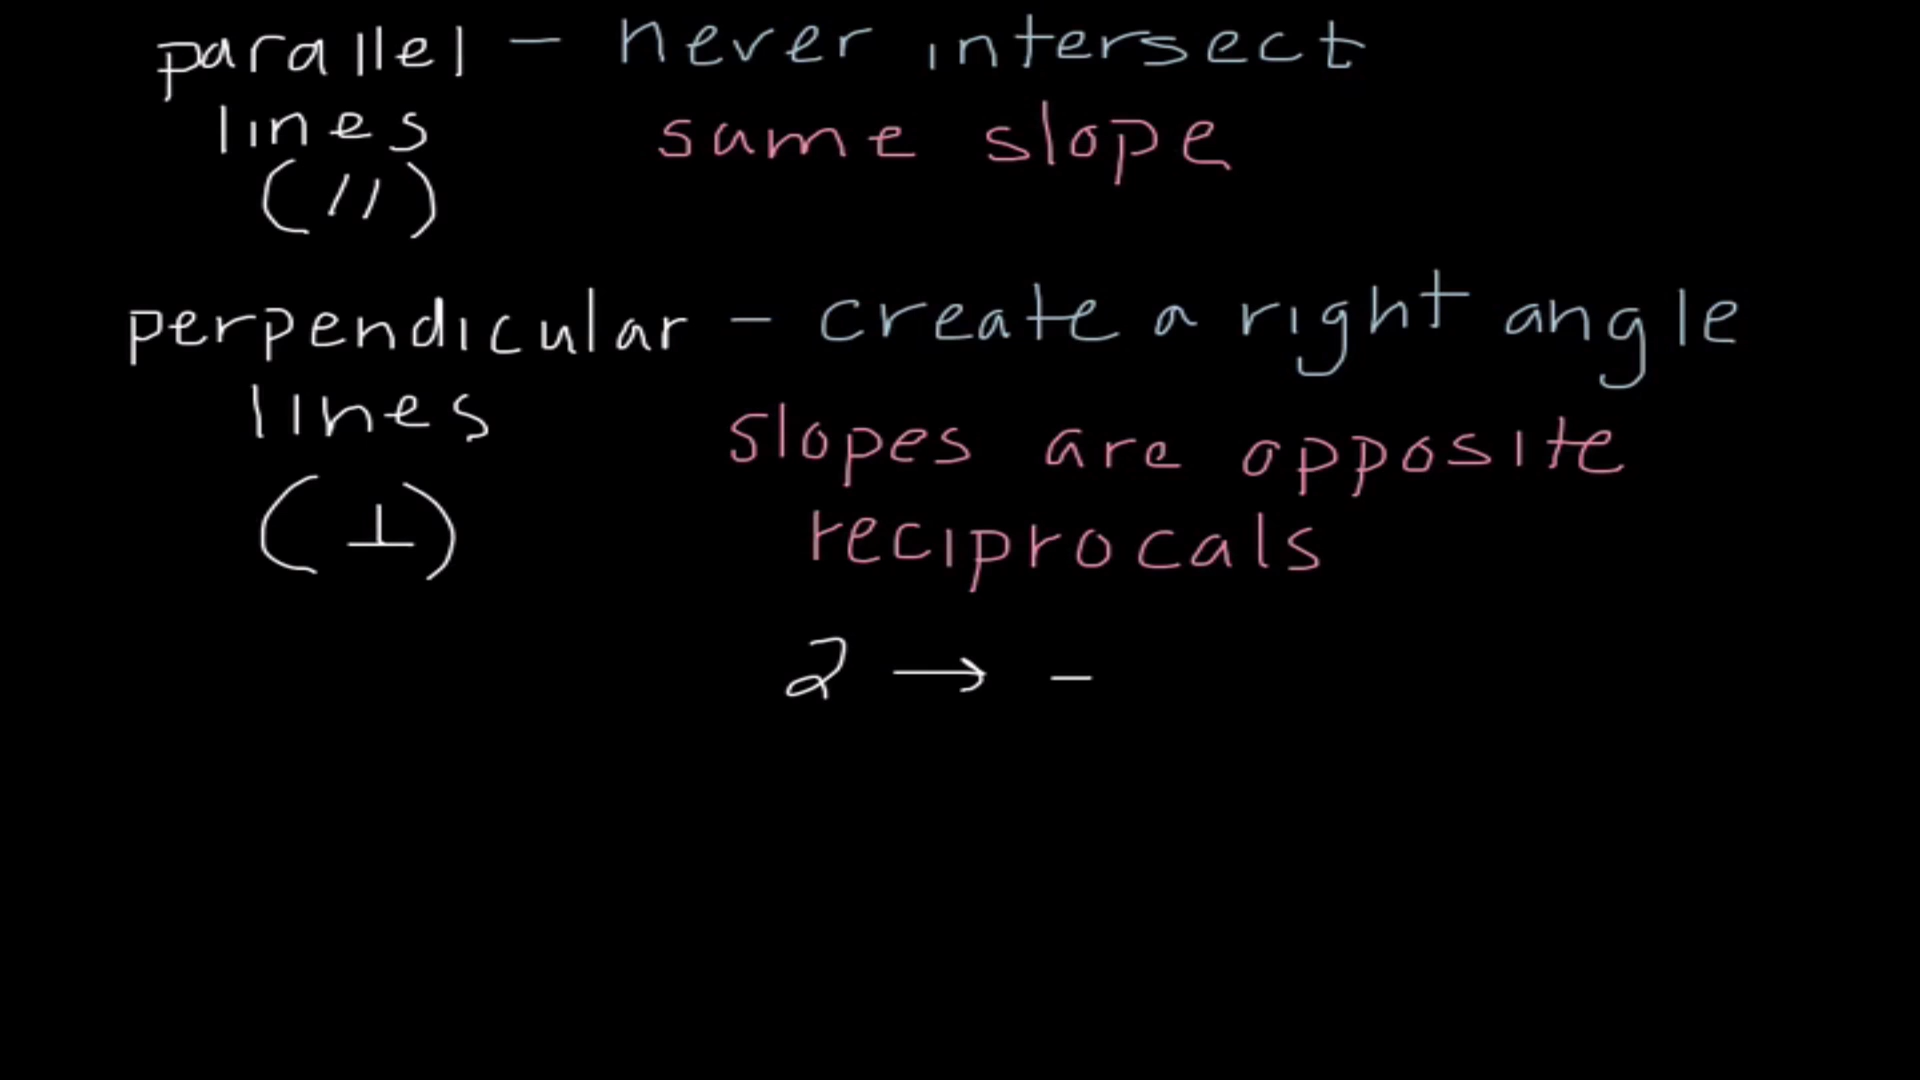 parallel - never intersect
lines same slope
(//)
perpendicular - create a right angle
lines slopes are opposite
(⊥) reciprocals
2 → -